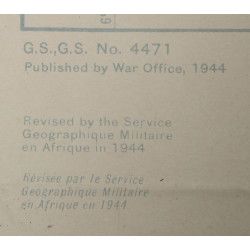 G.S.,G.S. No. 4471
Published by War Office, 1944
Revised by the Service
Geographique Militaire
en Afrique in 1944
Révisée par le Service
Géographique Militaire
en Afrique en 1944